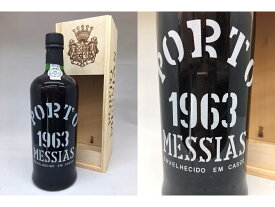 PORTO
1963
MESSIAS
PORTO
1963
MESSIAS
ENVELHECIDO EM CASCO